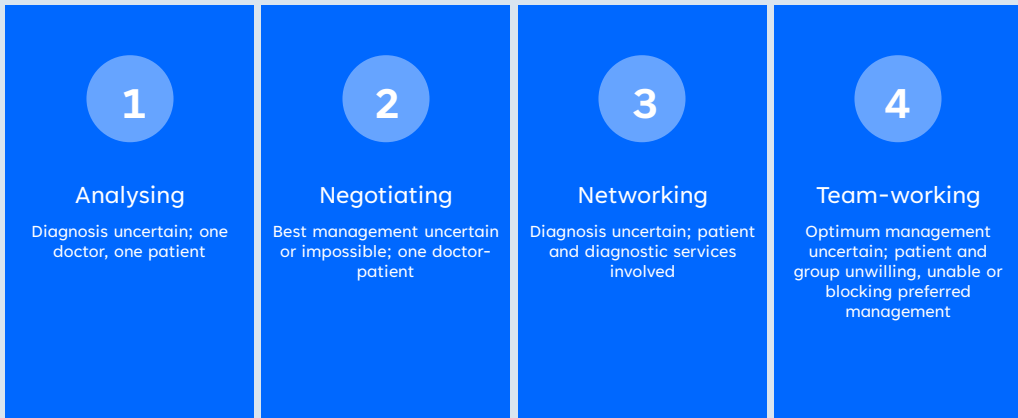 1
Analysing
Diagnosis uncertain; one
doctor, one patient
2
Negotiating
Best management uncertain
or impossible; one doctor-
patient
3
Networking
Diagnosis uncertain; patient
and diagnostic services
involved
4
Team-working
Optimum management
uncertain; patient and
group unwilling, unable or
blocking preferred
management